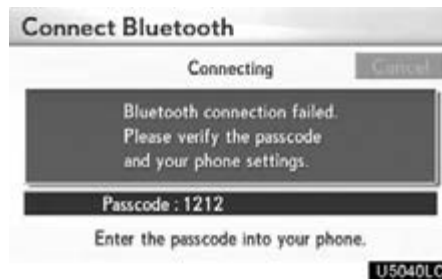 Connect Bluetooth
Connecting
Cancel
Bluetooth connection failed.
Please verify the passcode
and your phone settings.
Passcode : 1212
Enter the passcode into your phone.
U5040LC